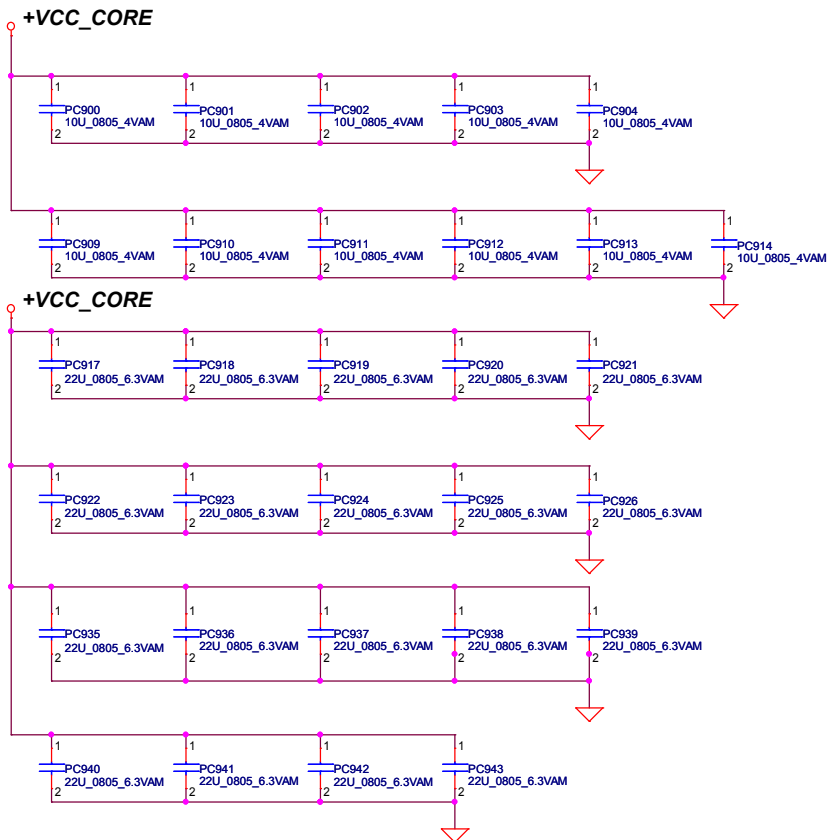 +VCC_CORE
1 1 1 1 1
PC900 PC901 PC902 PC903 PC904
10U_0805_4VAM 10U_0805_4VAM 10U_0805_4VAM 10U_0805_4VAM 10U_0805_4VAM
2 2 2 2 2
1 1 1 1 1 1
PC909 PC910 PC911 PC912 PC913 PC914
10U_0805_4VAM 10U_0805_4VAM 10U_0805_4VAM 10U_0805_4VAM 10U_0805_4VAM 10U_0805_4VAM
2 2 2 2 2 2
+VCC_CORE
1 1 1 1 1
PC917 PC918 PC919 PC920 PC921
22U_0805_6.3VAM 22U_0805_6.3VAM 22U_0805_6.3VAM 22U_0805_6.3VAM 22U_0805_6.3VAM
2 2 2 2 2
1 1 1 1 1
PC922 PC923 PC924 PC925 PC926
22U_0805_6.3VAM 22U_0805_6.3VAM 22U_0805_6.3VAM 22U_0805_6.3VAM 22U_0805_6.3VAM
2 2 2 2 2
1 1 1 1 1
PC935 PC936 PC937 PC938 PC939
22U_0805_6.3VAM 22U_0805_6.3VAM 22U_0805_6.3VAM 22U_0805_6.3VAM 22U_0805_6.3VAM
2 2 2 2 2
1 1 1 1
PC940 PC941 PC942 PC943
22U_0805_6.3VAM 22U_0805_6.3VAM 22U_0805_6.3VAM 22U_0805_6.3VAM
2 2 2 2